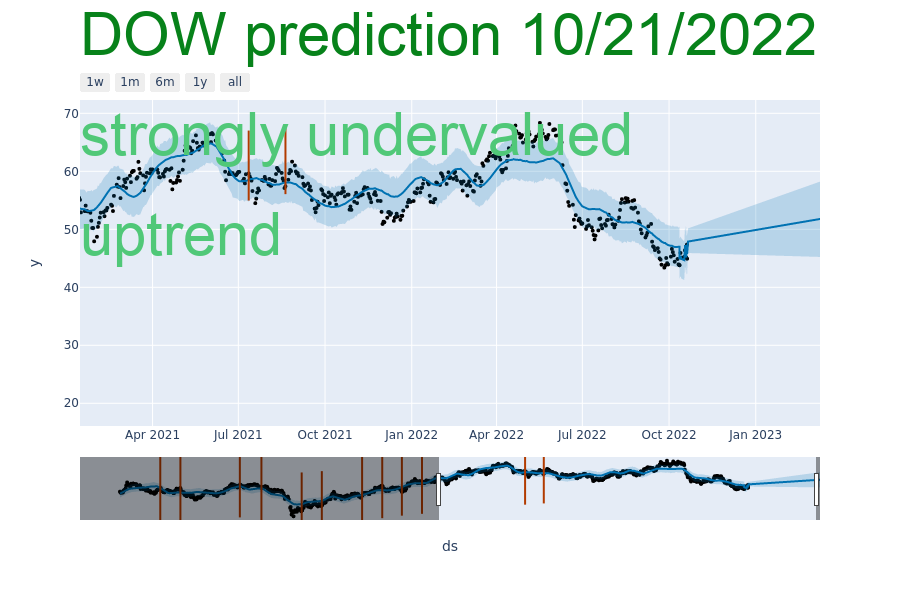 DOW prediction 10/21/2022
1w 1m 6m 1y all
strongly undervalued
uptrend
70
60
50
40
30
20
y
Apr 2021 Jul 2021 Oct 2021 Jan 2022 Apr 2022 Jul 2022 Oct 2022 Jan 2023
ds